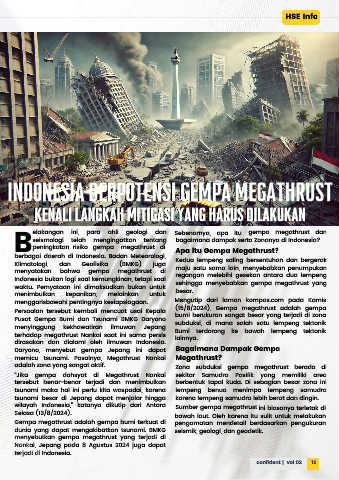 HSE Info
INDONESIA BERPOTENSI GEMPA MEGATHRUST
KENALI LANGKAH MITIGASI YANG HARUS DILAKUKAN
Belakangan ini, para ahli geologi dan
seismologi telah mengingatkan tentang
peningkatan risiko gempa megathrust di
berbagai daerah di Indonesia. Badan Meteorologi,
Klimatologi dan Geofisika (BMKG) juga
menyatakan bahwa gempa megathrust di
Indonesia bukan lagi soal kemungkinan, tetapi soal
waktu. Pernyataan ini dimaksudkan bukan untuk
menimbulkan kepanikan, melainkan untuk
menggarisbawahi pentingnya kesiapsiagaan.
Persoalan tersebut kembali mencuat usai Kepala
Pusat Gempa Bumi dan Tsunami BMKG Daryono
menyinggung kekhawatiran ilmuwan Jepang
terhadap megathrust Nankai saat ini sama persis
dirasakan dan dialami oleh ilmuwan Indonesia.
Daryono, menyebut gempa Jepang ini dapat
memicu tsunami. Pasalnya, Megathrust Nankai
adalah zona yang sangat aktif.
"Jika gempa dahsyat di Megathrust Nankai
tersebut benar-benar terjadi dan menimbulkan
tsunami maka hal ini perlu kita waspadai, karena
tsunami besar di Jepang dapat menjalar hingga
wilayah Indonesia," katanya dikutip dari Antara
Selasa (13/8/2024).
Gempa megathrust adalah gempa bumi terkuat di
dunia yang dapat mengakibatkan tsunami. BMKG
menyebutkan gempa megathrust yang terjadi di
Nankai, Jepang pada 8 Agustus 2024 juga dapat
terjadi di Indonesia.
Sebenarnya, apa itu gempa megathrust dan
bagaimana dampak serta Zonanya di Indonesia?
Apa itu Gempa Megathrust?
Kedua lempeng saling bersentuhan dan bergerak
maju satu sama lain, menyebabkan penumpukan
regangan melebihi gesekan antara dua lempeng
sehingga menyebabkan gempa megathrust yang
besar.
Mengutip dari laman kompas.com pada Kamis
(15/8/2024), Gempa megathrust adalah gempa
bumi berukuran sangat besar yang terjadi di zona
subduksi, di mana salah satu lempeng tektonik
Bumi terdorong ke bawah lempeng tektonik
lainnya.
Bagaimana Dampak Gempa
Megathrust?
Zona subduksi gempa megathrust berada di
sekitar Samudra Pasifik yang memiliki area
berbentuk tapal kuda. Di sebagian besar zona ini
lempeng benua menimpa lempeng samudra
karena lempeng samudra lebih berat dan dingin.
Sumber gempa megathrust ini biasanya terletak di
bawah laut. Oleh karena itu sulit untuk melakukan
pengamatan mendetail berdasarkan pengukuran
seismik, geologi dan geodetik.
confident | vol 02